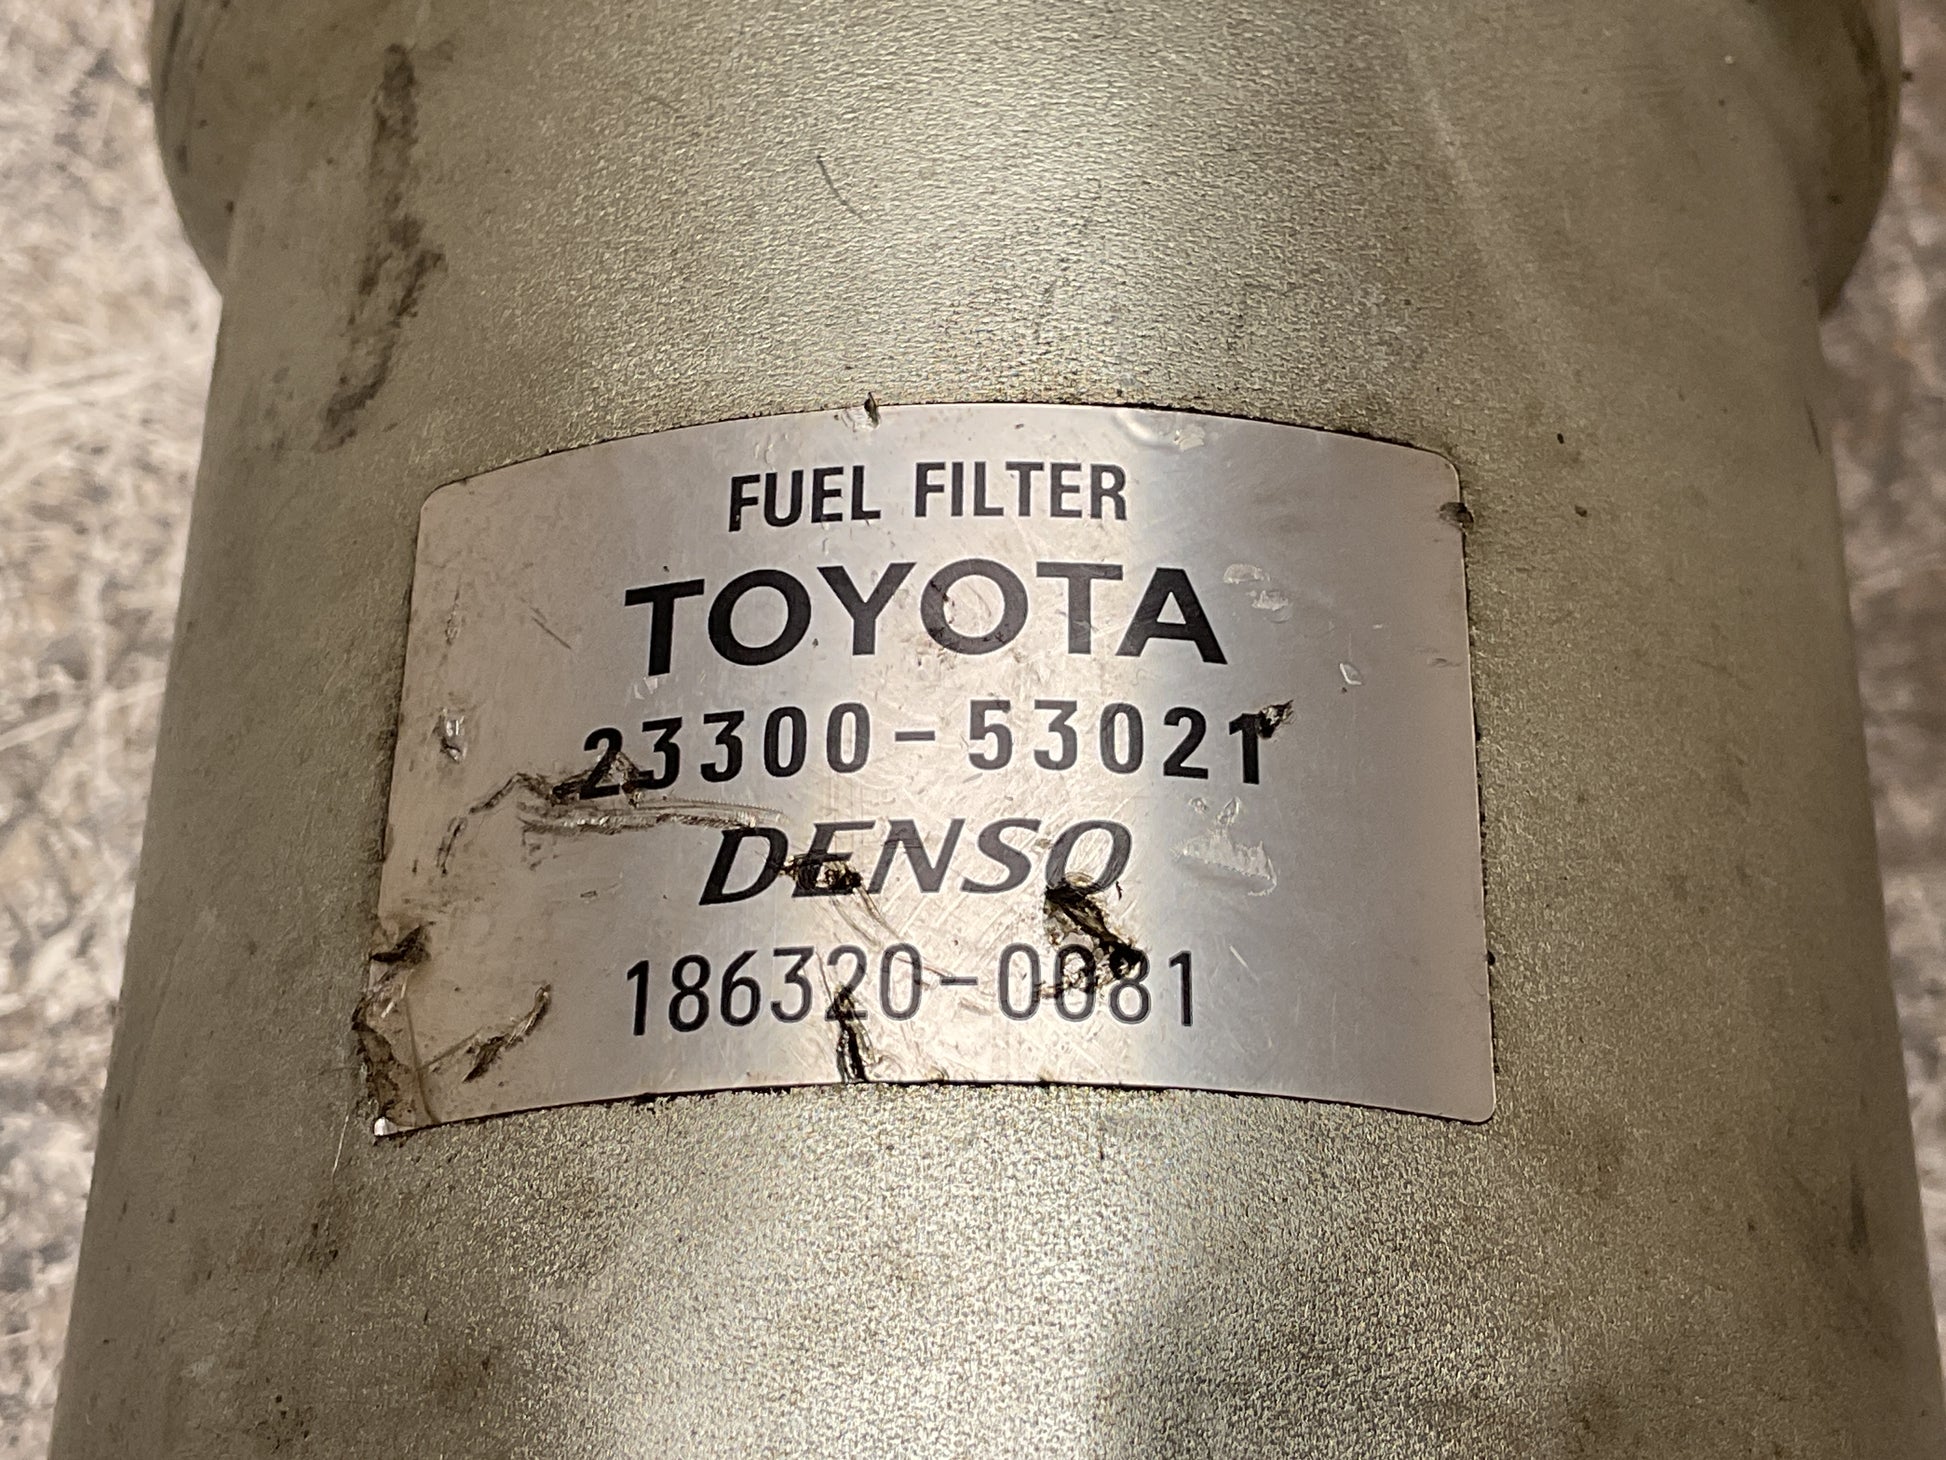 FUEL FILTER
TOYOTA
23300-53021
DENSO
186320-0081